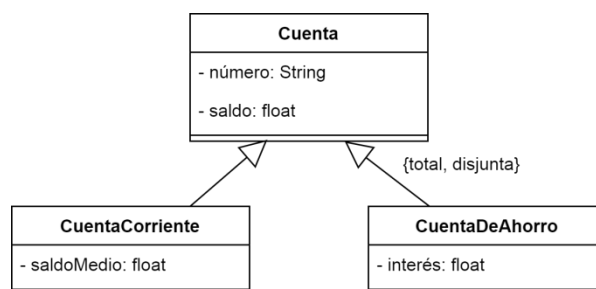 Cuenta
- número: String
- saldo: float
{total, disjunta}
CuentaCorriente
- saldoMedio: float
CuentaDeAhorro
- interés: float